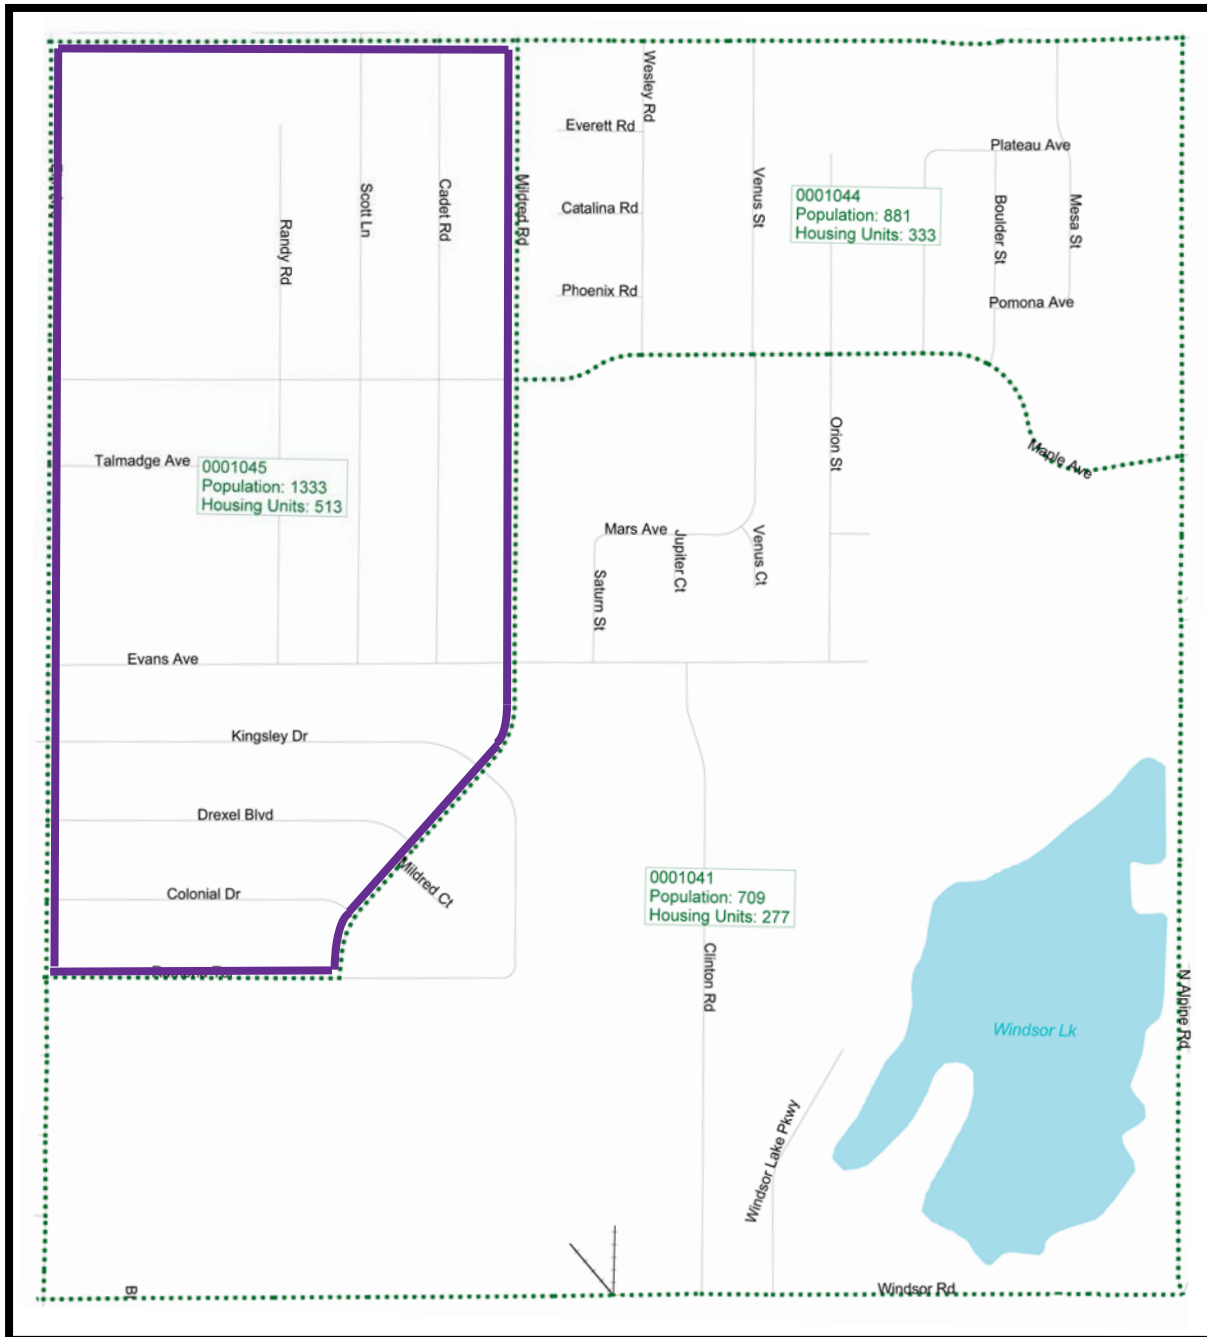 Wesley Rd
Everett Rd
Plateau Ave
Catalina Rd
Phoenix Rd
Scott Ln
Cadet Rd
Mildred Rd
Venus St
0001044
Population: 881
Housing Units: 333
Boulder St
Mesa St
Randy Rd
Pomona Ave
Talmadge Ave
0001045
Population: 1333
Housing Units: 513
Orion St
Maple Ave
Mars Ave
Jupiter Ct
Venus Ct
Saturn St
Evans Ave
Kingsley Dr
Drexel Blvd
Mildred Ct
Colonial Dr
0001041
Population: 709
Housing Units: 277
Clinton Rd
N Alpine Rd
Windsor Lk
Windsor Lake Pkwy
Windsor Rd